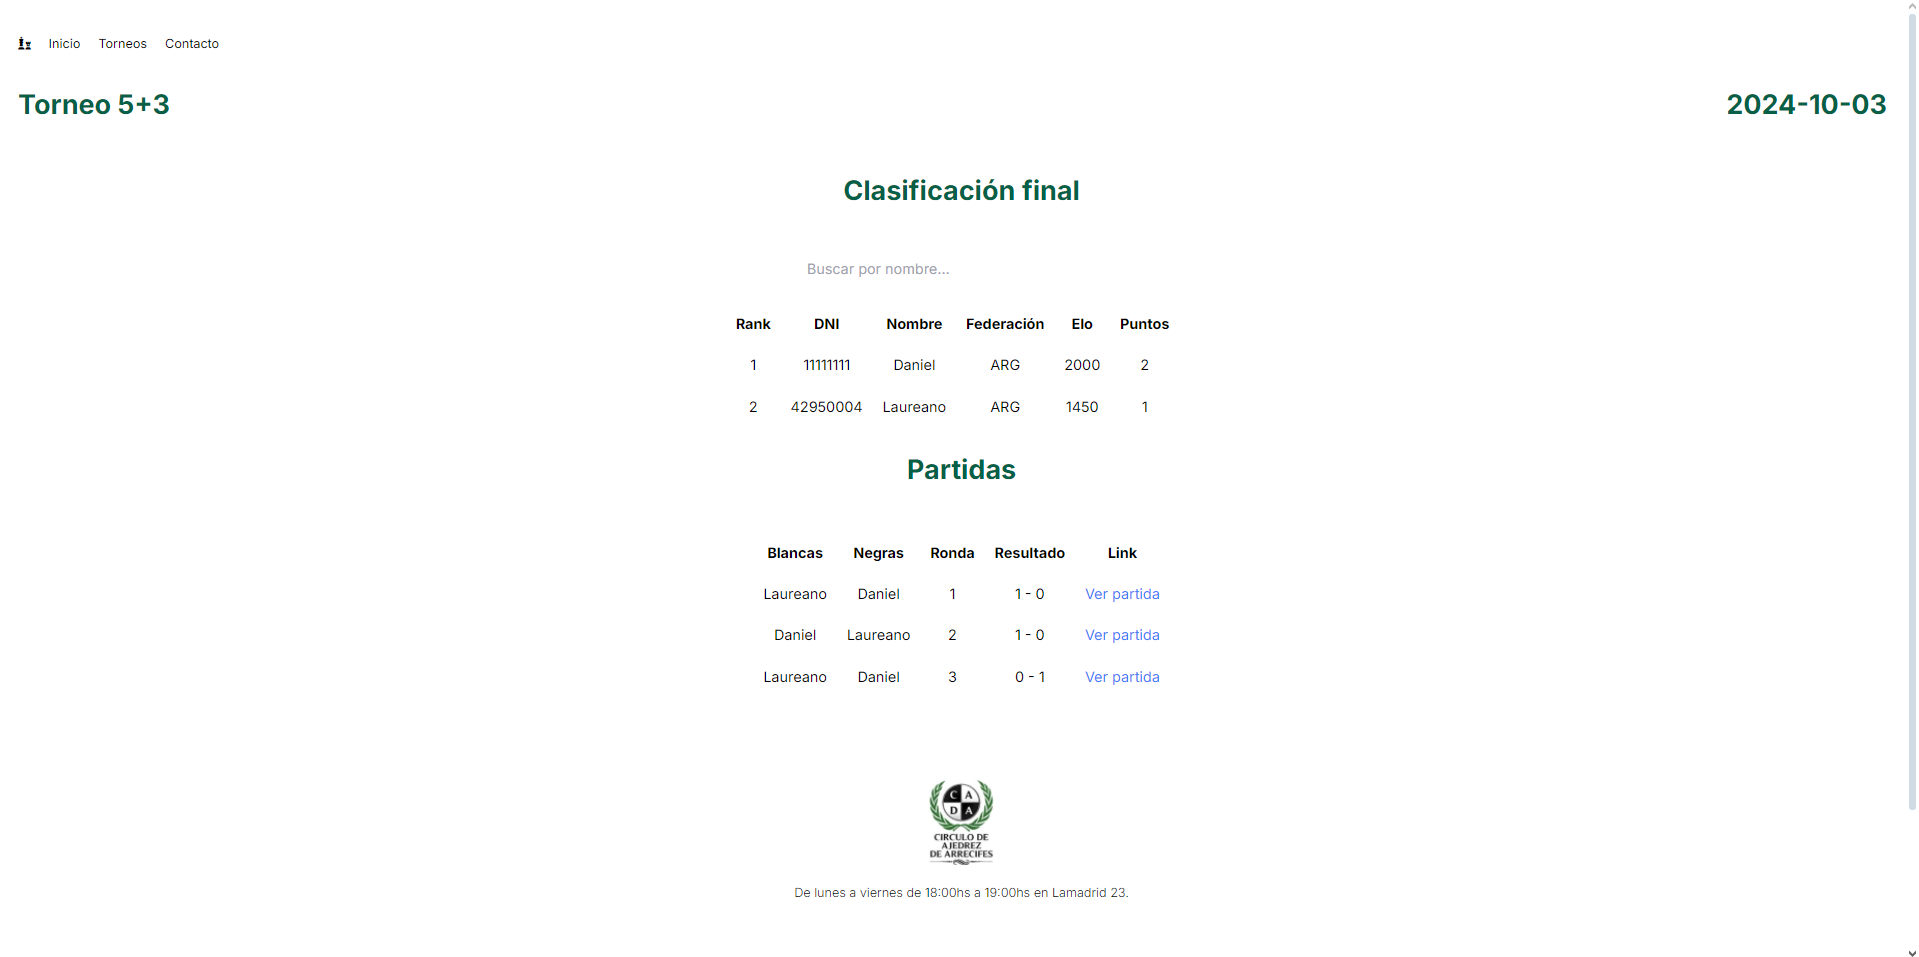 Inicio Torneos Contacto
Torneo 5+3 2024-10-03
Clasificación final
Buscar por nombre...
Rank DNI Nombre Federación Elo Puntos
1 11111111 Daniel ARG 2000 2
2 42950004 Laureano ARG 1450 1
Partidas
Blancas Negras Ronda Resultado Link
Laureano Daniel 1 1 - 0 Ver partida
Daniel Laureano 2 1 - 0 Ver partida
Laureano Daniel 3 0 - 1 Ver partida
C A
D A
CIRCULO DE
AJEDREZ
DE ARRECIFES
De lunes a viernes de 18:00hs a 19:00hs en Lamadrid 23.